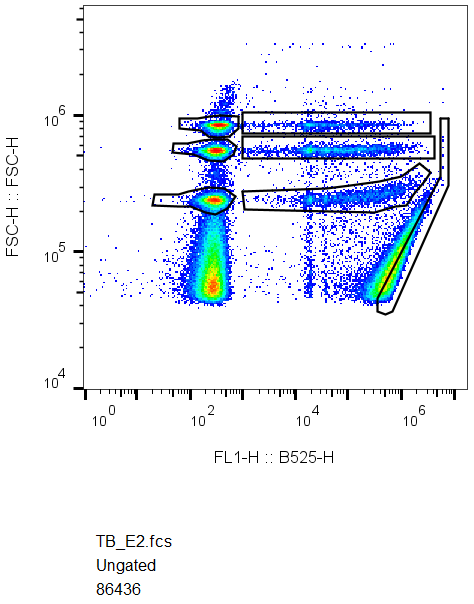 FSC-H :: FSC-H
10^6
10^5
10^4
10^0 10^2 10^4 10^6
FL1-H :: B525-H
TB_E2.fcs
Ungated
86436